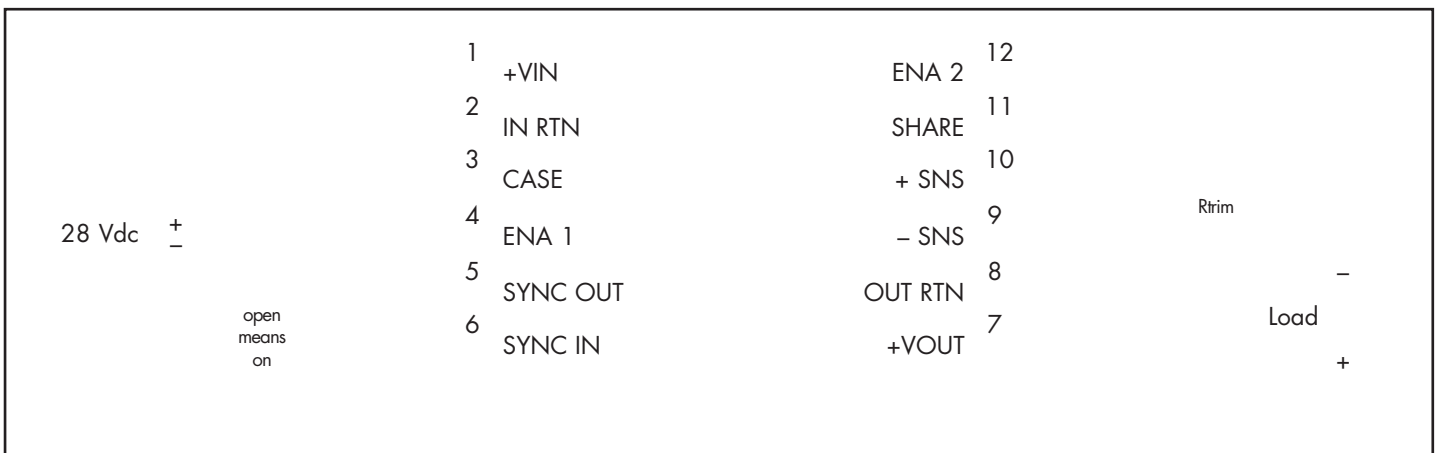 1
+VIN
2
IN RTN
3
CASE
4
ENA 1
5
SYNC OUT
6
SYNC IN
12
ENA 2
11
SHARE
10
+ SNS
9
– SNS
8
OUT RTN
7
+VOUT
28 Vdc
+
–
open
means
on
Rtrim
–
Load
+